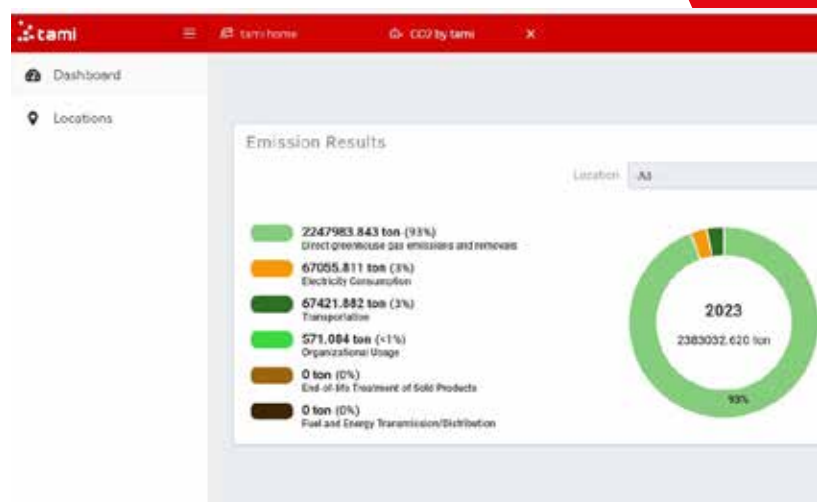 tami
tami home
CO2 by tami
Dashboard
Locations
Emission Results
Location
All
2247983.843 ton (93%)
Direct greenhouse gas emissions and removals
67055.811 ton (3%)
Electricity Consumption
67421.882 ton (3%)
Transportation
571.084 ton (<1%)
Organizational Usage
0 ton (0%)
End-of-life Treatment of Sold Products
0 ton (0%)
Fuel and Energy Transmission/Distribution
2023
2383032.620 ton
93%